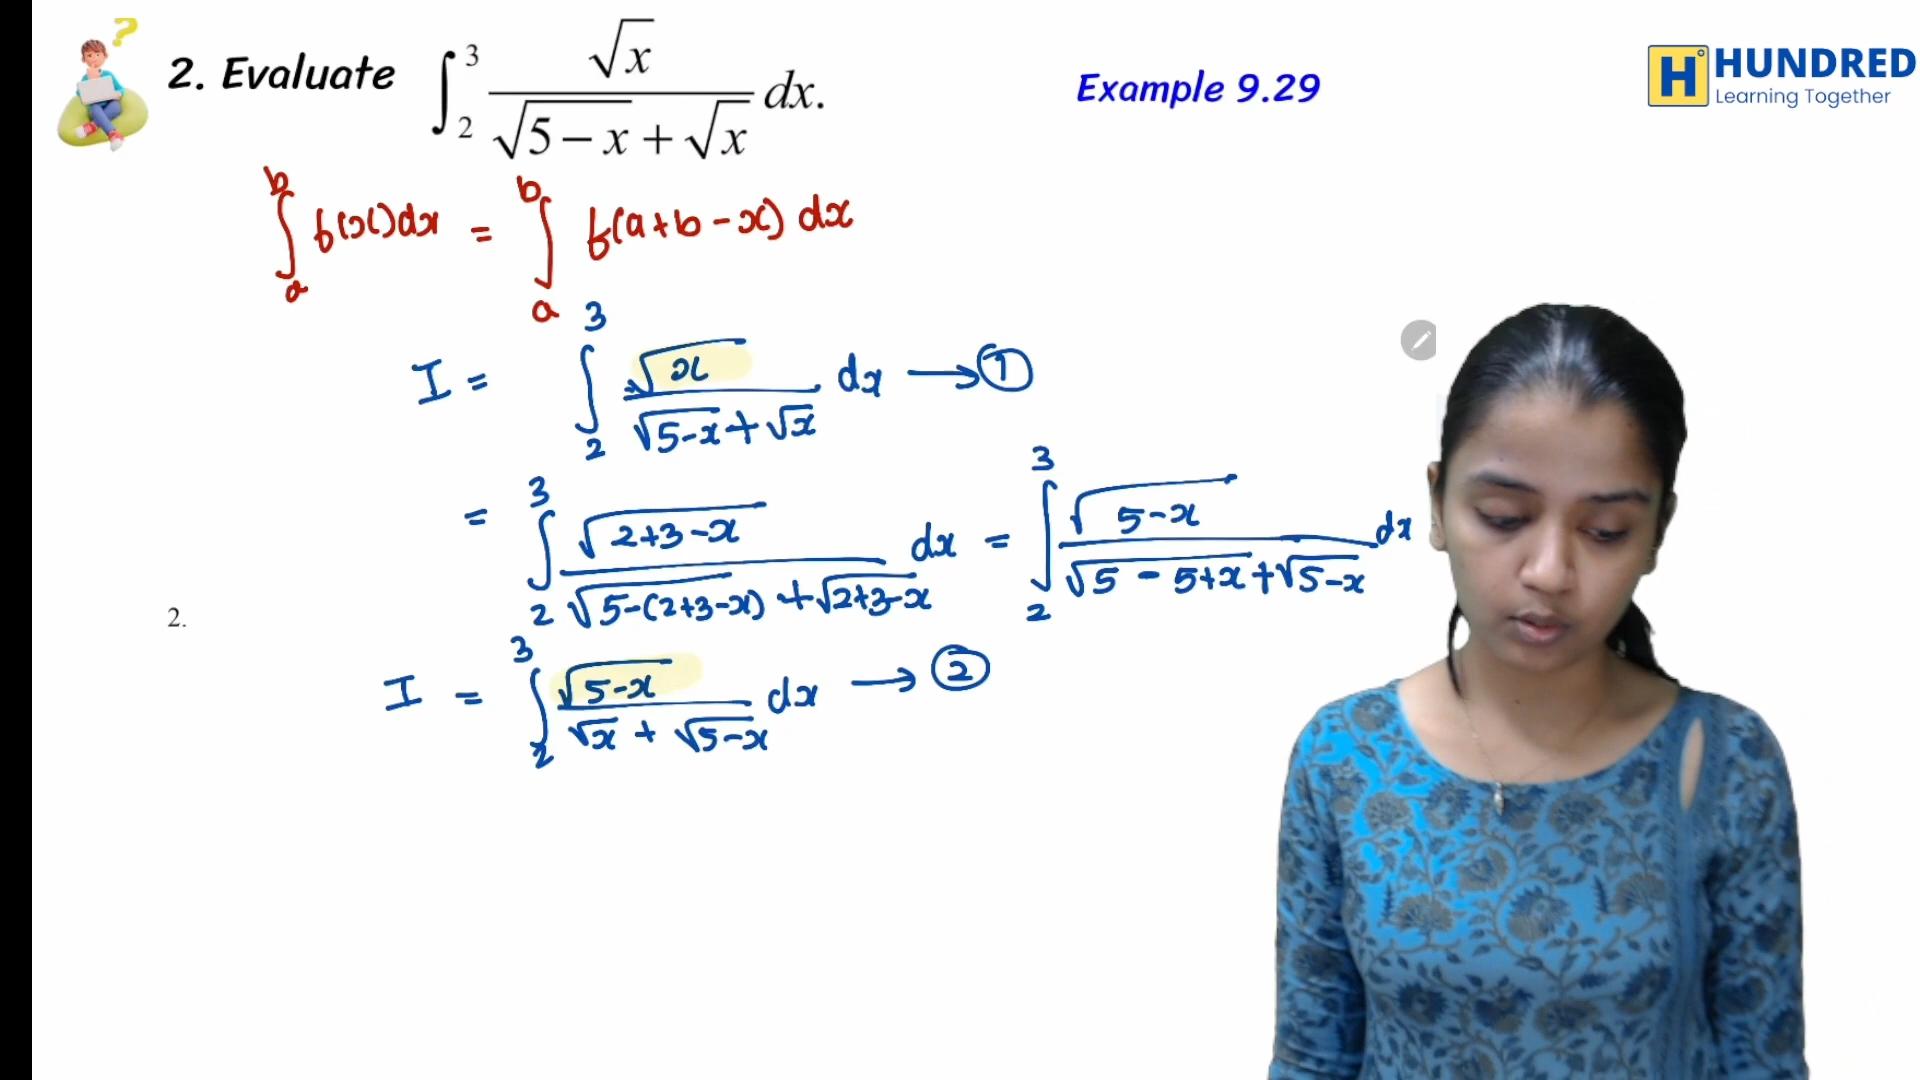 2. Evaluate ∫₂³ √x / (√(5−x) + √x) dx.
Example 9.29
H HUNDRED
Learning Together
∫ₐᵇ f(x)dx = ∫ₐᵇ f(a+b−x) dx
I = ∫₂³ √x / (√(5−x) + √x) dx → ①
= ∫₂³ √(2+3−x) / (√(5−(2+3−x)) + √(2+3−x)) dx = ∫₂³ √(5−x) / (√(5−5+x) + √(5−x)) dx
2.
I = ∫₂³ √(5−x) / (√x + √(5−x)) dx → ②